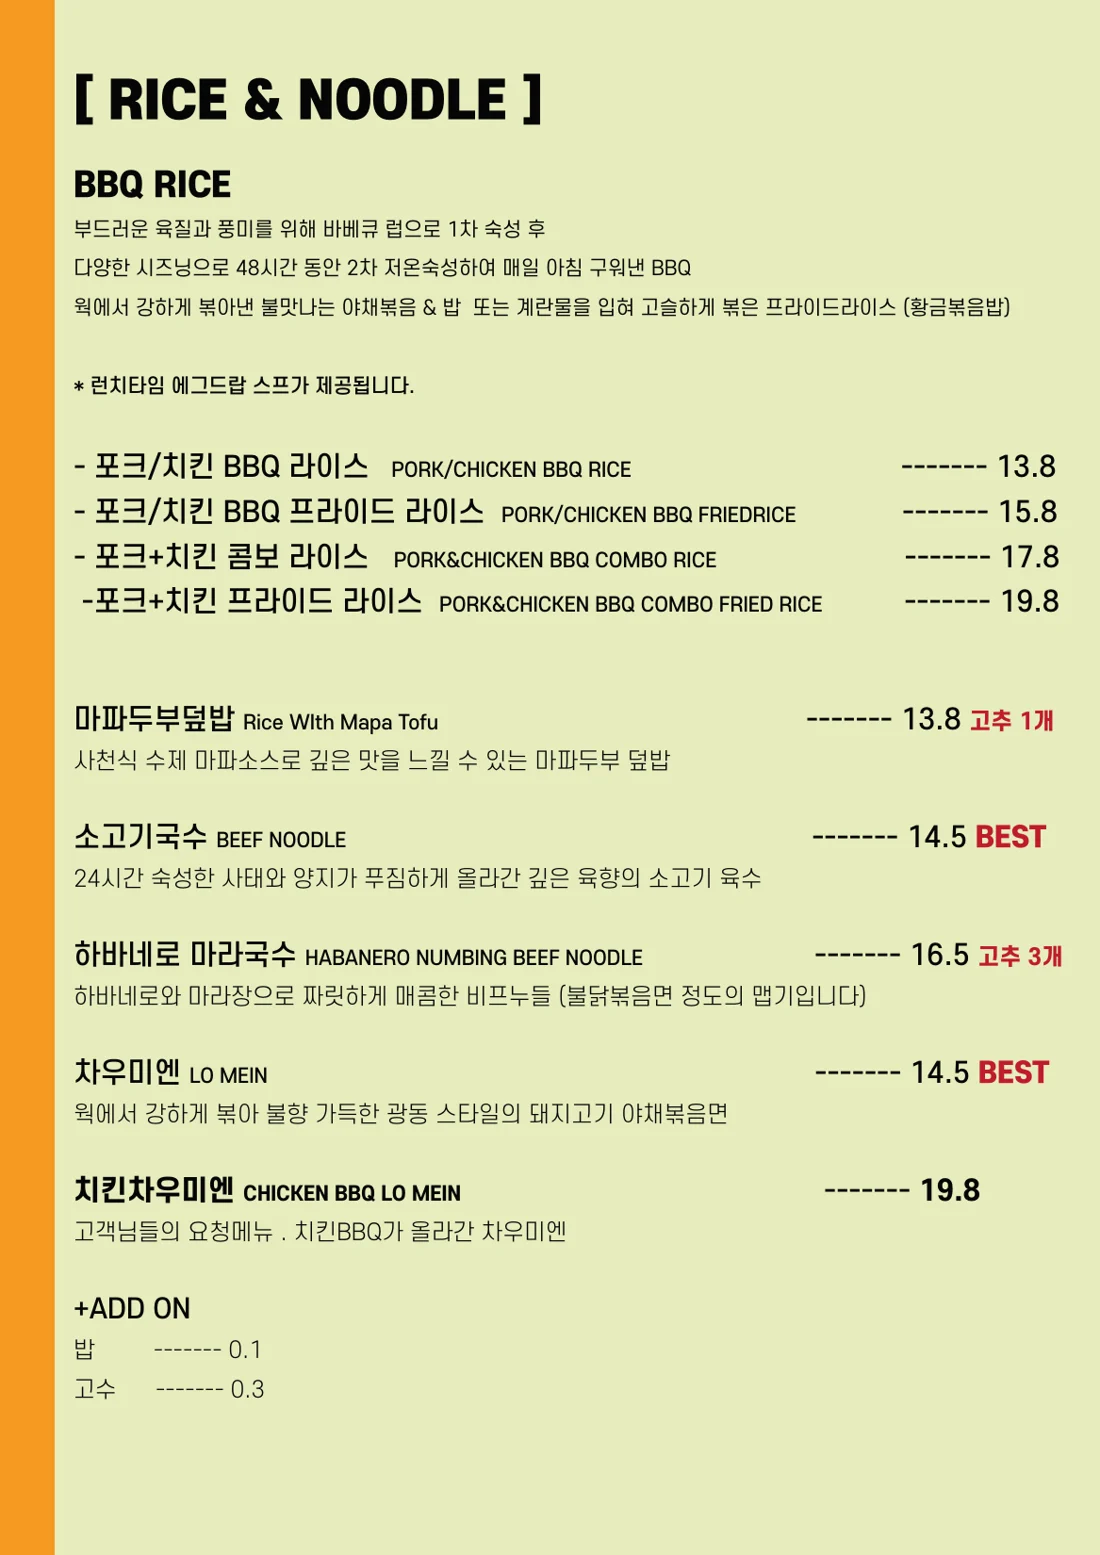 [ RICE & NOODLE ]
BBQ RICE
부드러운 육질과 풍미를 위해 바베큐 럽으로 1차 숙성 후
다양한 시즈닝으로 48시간 동안 2차 저온숙성하여 매일 아침 구워낸 BBQ
웍에서 강하게 볶아낸 불맛나는 야채볶음 & 밥 또는 계란물을 입혀 고슬하게 볶은 프라이드라이스 (황금볶음밥)
* 런치타임 에그드랍 스프가 제공됩니다.
- 포크/치킨 BBQ 라이스 PORK/CHICKEN BBQ RICE ------- 13.8
- 포크/치킨 BBQ 프라이드 라이스 PORK/CHICKEN BBQ FRIEDRICE ------- 15.8
- 포크+치킨 콤보 라이스 PORK&CHICKEN BBQ COMBO RICE ------- 17.8
-포크+치킨 프라이드 라이스 PORK&CHICKEN BBQ COMBO FRIED RICE ------- 19.8
마파두부덮밥 Rice WIth Mapa Tofu ------- 13.8 고추 1개
사천식 수제 마파소스로 깊은 맛을 느낄 수 있는 마파두부 덮밥
소고기국수 BEEF NOODLE ------- 14.5 BEST
24시간 숙성한 사태와 양지가 푸짐하게 올라간 깊은 육향의 소고기 육수
하바네로 마라국수 HABANERO NUMBING BEEF NOODLE ------- 16.5 고추 3개
하바네로와 마라장으로 짜릿하게 매콤한 비프누들 (불닭볶음면 정도의 맵기입니다)
차우미엔 LO MEIN ------- 14.5 BEST
웍에서 강하게 볶아 불향 가득한 광동 스타일의 돼지고기 야채볶음면
치킨차우미엔 CHICKEN BBQ LO MEIN ------- 19.8
고객님들의 요청메뉴 . 치킨BBQ가 올라간 차우미엔
+ADD ON
밥 ------- 0.1
고수 ------- 0.3